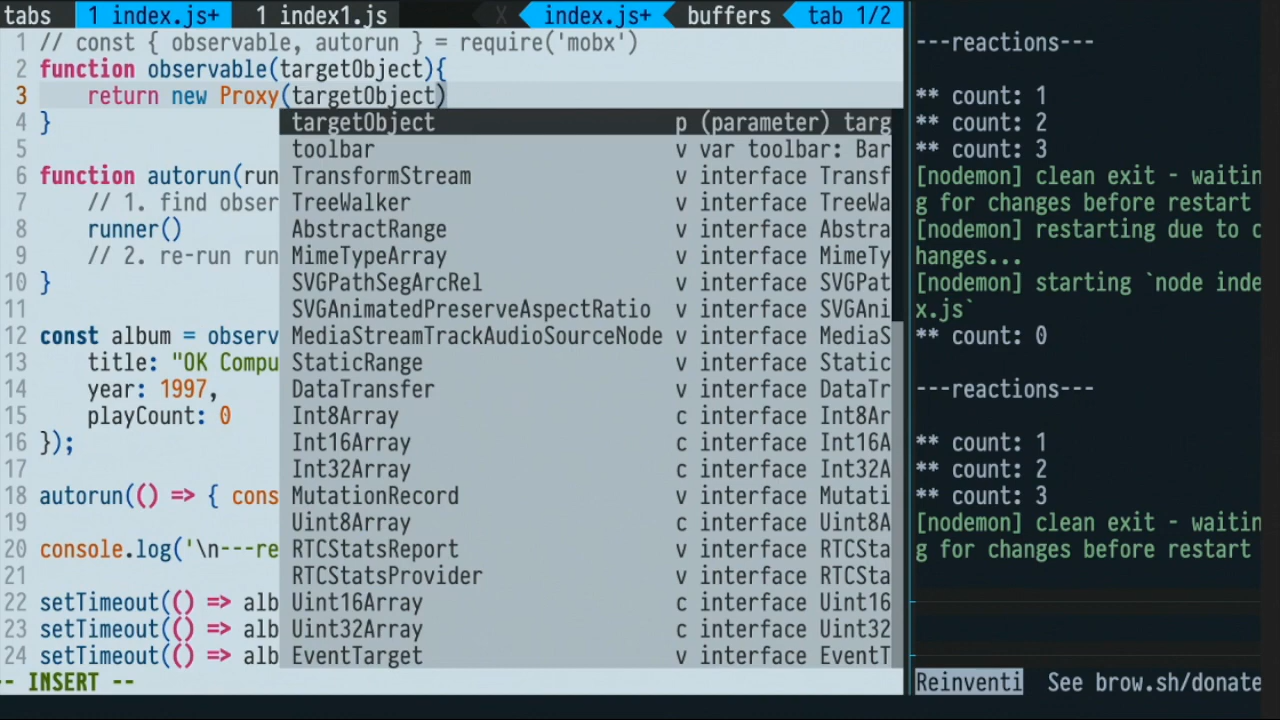 tabs 1 index.js+ 1 index1.js X index.js+ buffers tab 1/2
1 // const { observable, autorun } = require('mobx')
2 function observable(targetObject){
3 return new Proxy(targetObject)
4 }
5
6 function autorun(run
7 // 1. find obser
8 runner()
9 // 2. re-run run
10 }
11
12 const album = observ
13 title: "OK Compu
14 year: 1997,
15 playCount: 0
16 });
17
18 autorun(() => { cons
19
20 console.log('\n---re
21
22 setTimeout(() => alb
23 setTimeout(() => alb
24 setTimeout(() => alb
targetObject p (parameter) targ
toolbar v var toolbar: Bar
TransformStream v interface Transf
TreeWalker v interface TreeWa
AbstractRange v interface Abstra
MimeTypeArray v interface MimeTy
SVGPathSegArcRel v interface SVGPat
SVGAnimatedPreserveAspectRatio v interface SVGAni
MediaStreamTrackAudioSourceNode v interface MediaS
StaticRange v interface Static
DataTransfer v interface DataTr
Int8Array c interface Int8Ar
Int16Array c interface Int16A
Int32Array c interface Int32A
MutationRecord v interface Mutati
Uint8Array c interface Uint8A
RTCStatsReport v interface RTCSta
RTCStatsProvider v interface RTCSta
Uint16Array c interface Uint16
Uint32Array c interface Uint32
EventTarget v interface EventT
-- INSERT --
---reactions---
** count: 1
** count: 2
** count: 3
[nodemon] clean exit - waitin
g for changes before restart
[nodemon] restarting due to c
hanges...
[nodemon] starting `node inde
x.js`
** count: 0
---reactions---
** count: 1
** count: 2
** count: 3
[nodemon] clean exit - waitin
g for changes before restart
Reinventi See brow.sh/donate